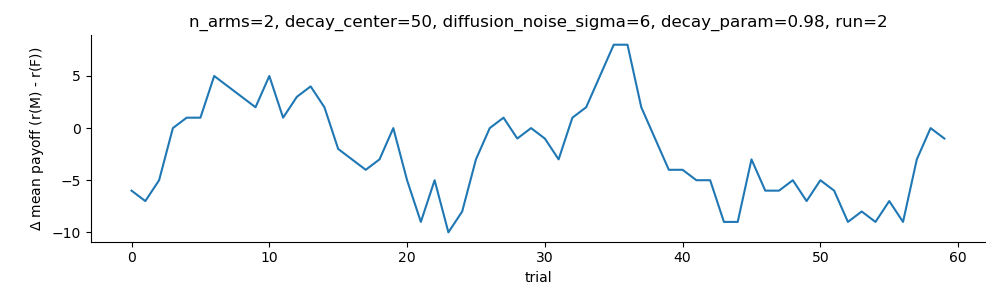 n_arms=2, decay_center=50, diffusion_noise_sigma=6, decay_param=0.98, run=2
Δ mean payoff (r(M) - r(F))
5
0
−5
−10
0 10 20 30 40 50 60
trial